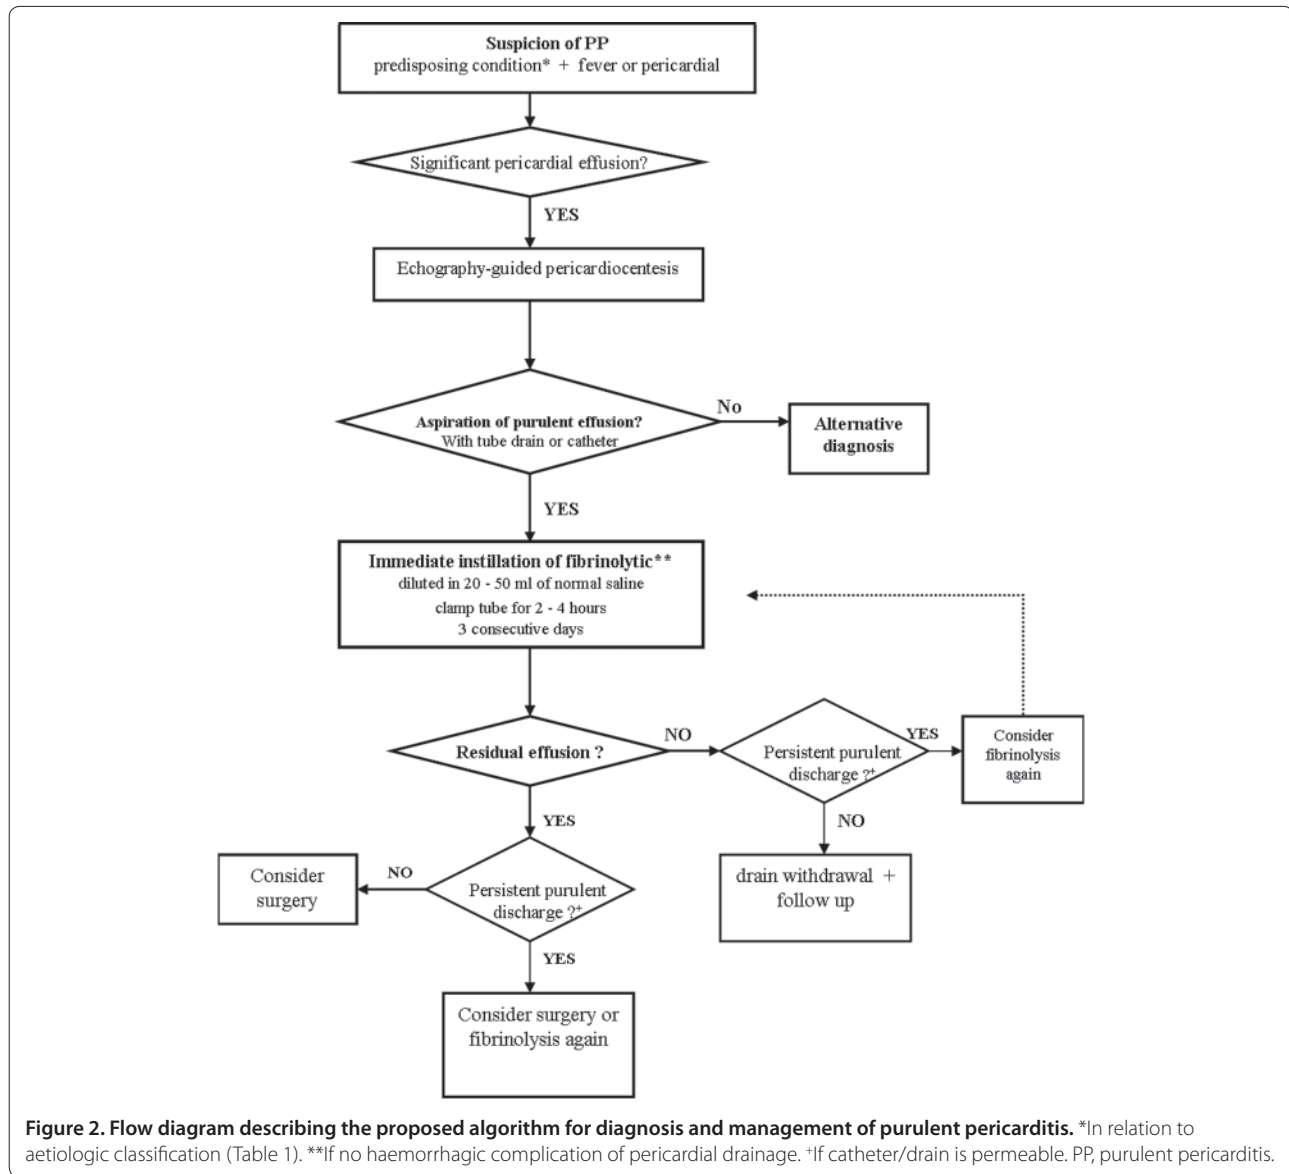 Suspicion of PP
predisposing condition* + fever or pericardial
Significant pericardial effusion?
YES
Echography-guided pericardiocentesis
Aspiration of purulent effusion?
With tube drain or catheter
No
Alternative
diagnosis
YES
Immediate instillation of fibrinolytic**
diluted in 20 - 50 ml of normal saline
clamp tube for 2 - 4 hours
3 consecutive days
Residual effusion ?
NO
Persistent purulent
discharge ?+
YES
Consider
fibrinolysis
again
NO
drain withdrawal +
follow up
YES
Persistent purulent
discharge ?+
NO
Consider
surgery
YES
Consider surgery or
fibrinolysis again
Figure 2. Flow diagram describing the proposed algorithm for diagnosis and management of purulent pericarditis. *In relation to
aetiologic classification (Table 1). **If no haemorrhagic complication of pericardial drainage. +If catheter/drain is permeable. PP, purulent pericarditis.